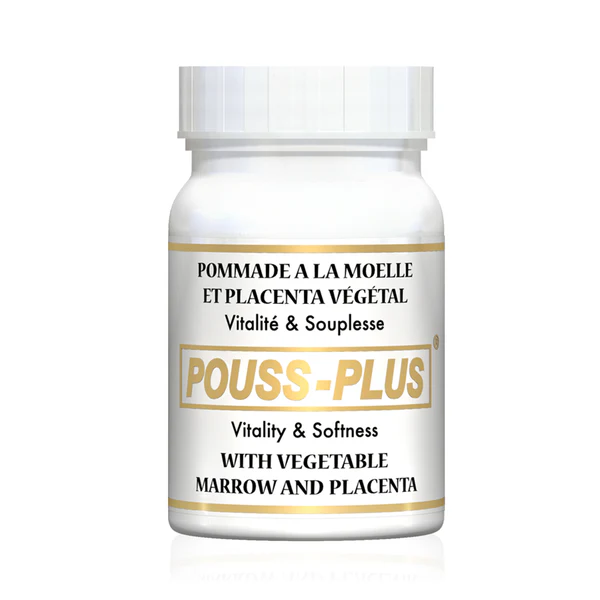 POMMADE A LA MOELLE
ET PLACENTA VÉGÉTAL
Vitalité & Souplesse
POUSS-PLUS®
Vitality & Softness
WITH VEGETABLE
MARROW AND PLACENTA